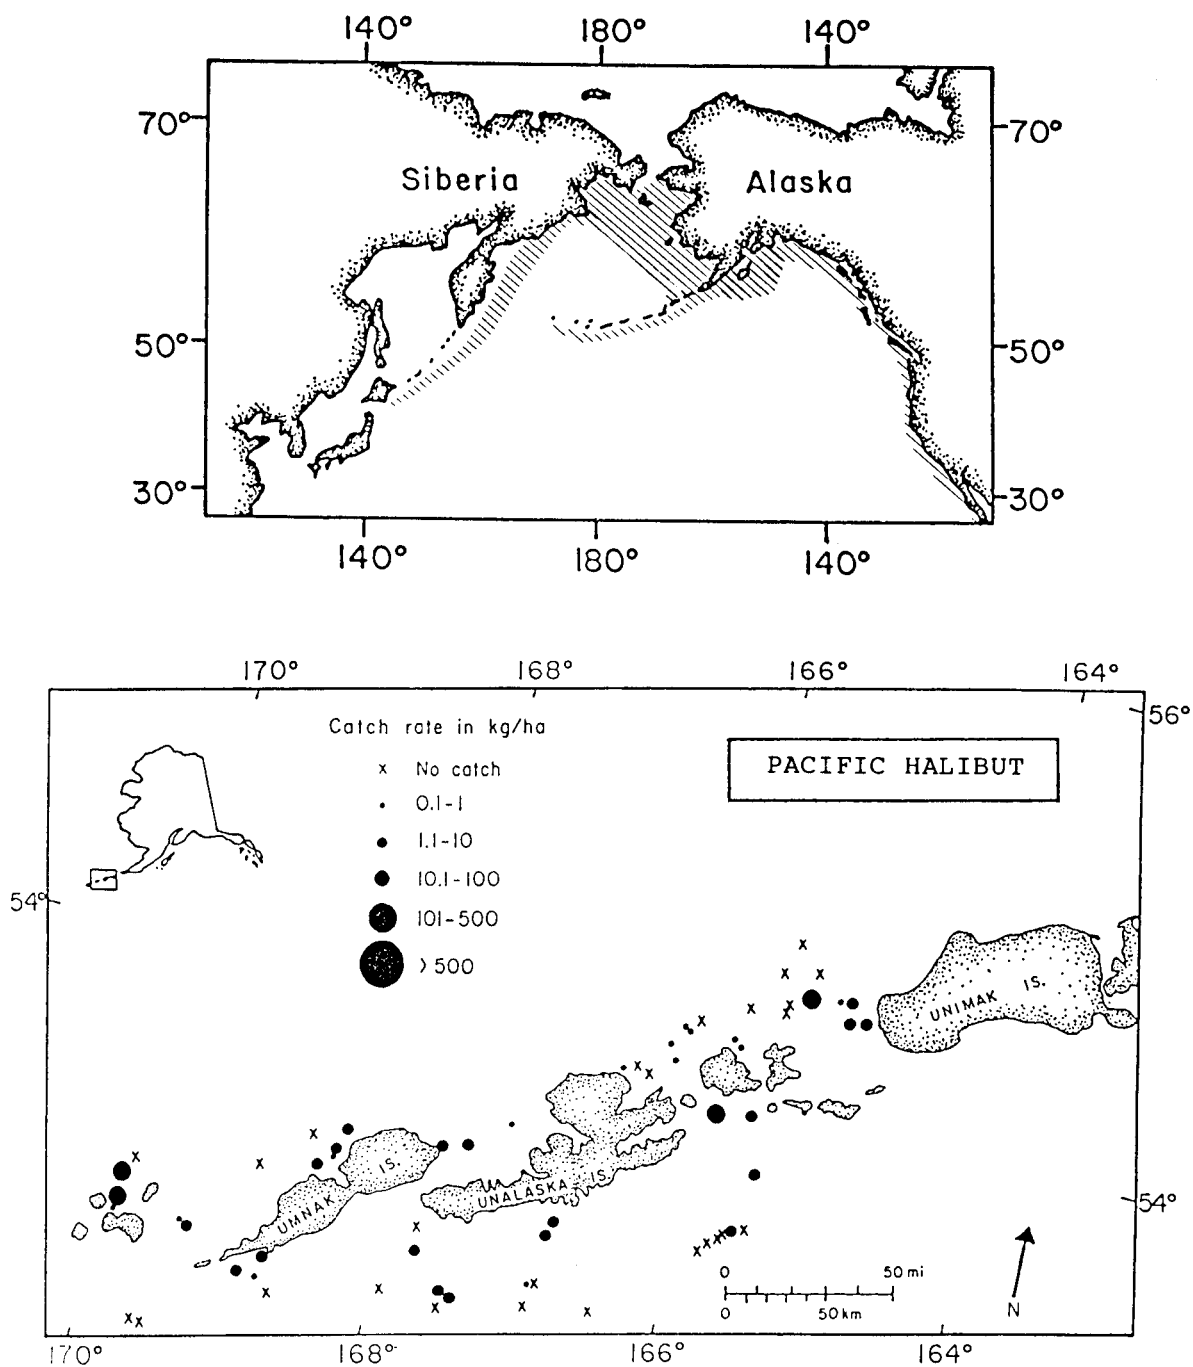 140° 180° 140°
70° 70°
Siberia Alaska
50° 50°
30° 30°
140° 180° 140°
170° 168° 166° 164°
56°
Catch rate in kg/ha
PACIFIC HALIBUT
x No catch
0.1-1
1.1-10
10.1-100
54°
101-500
>500
UNIMAK IS.
UMNAK IS.
UNALASKA IS.
54°
0 50 mi
0 50 km
N
170° 168° 166° 164°